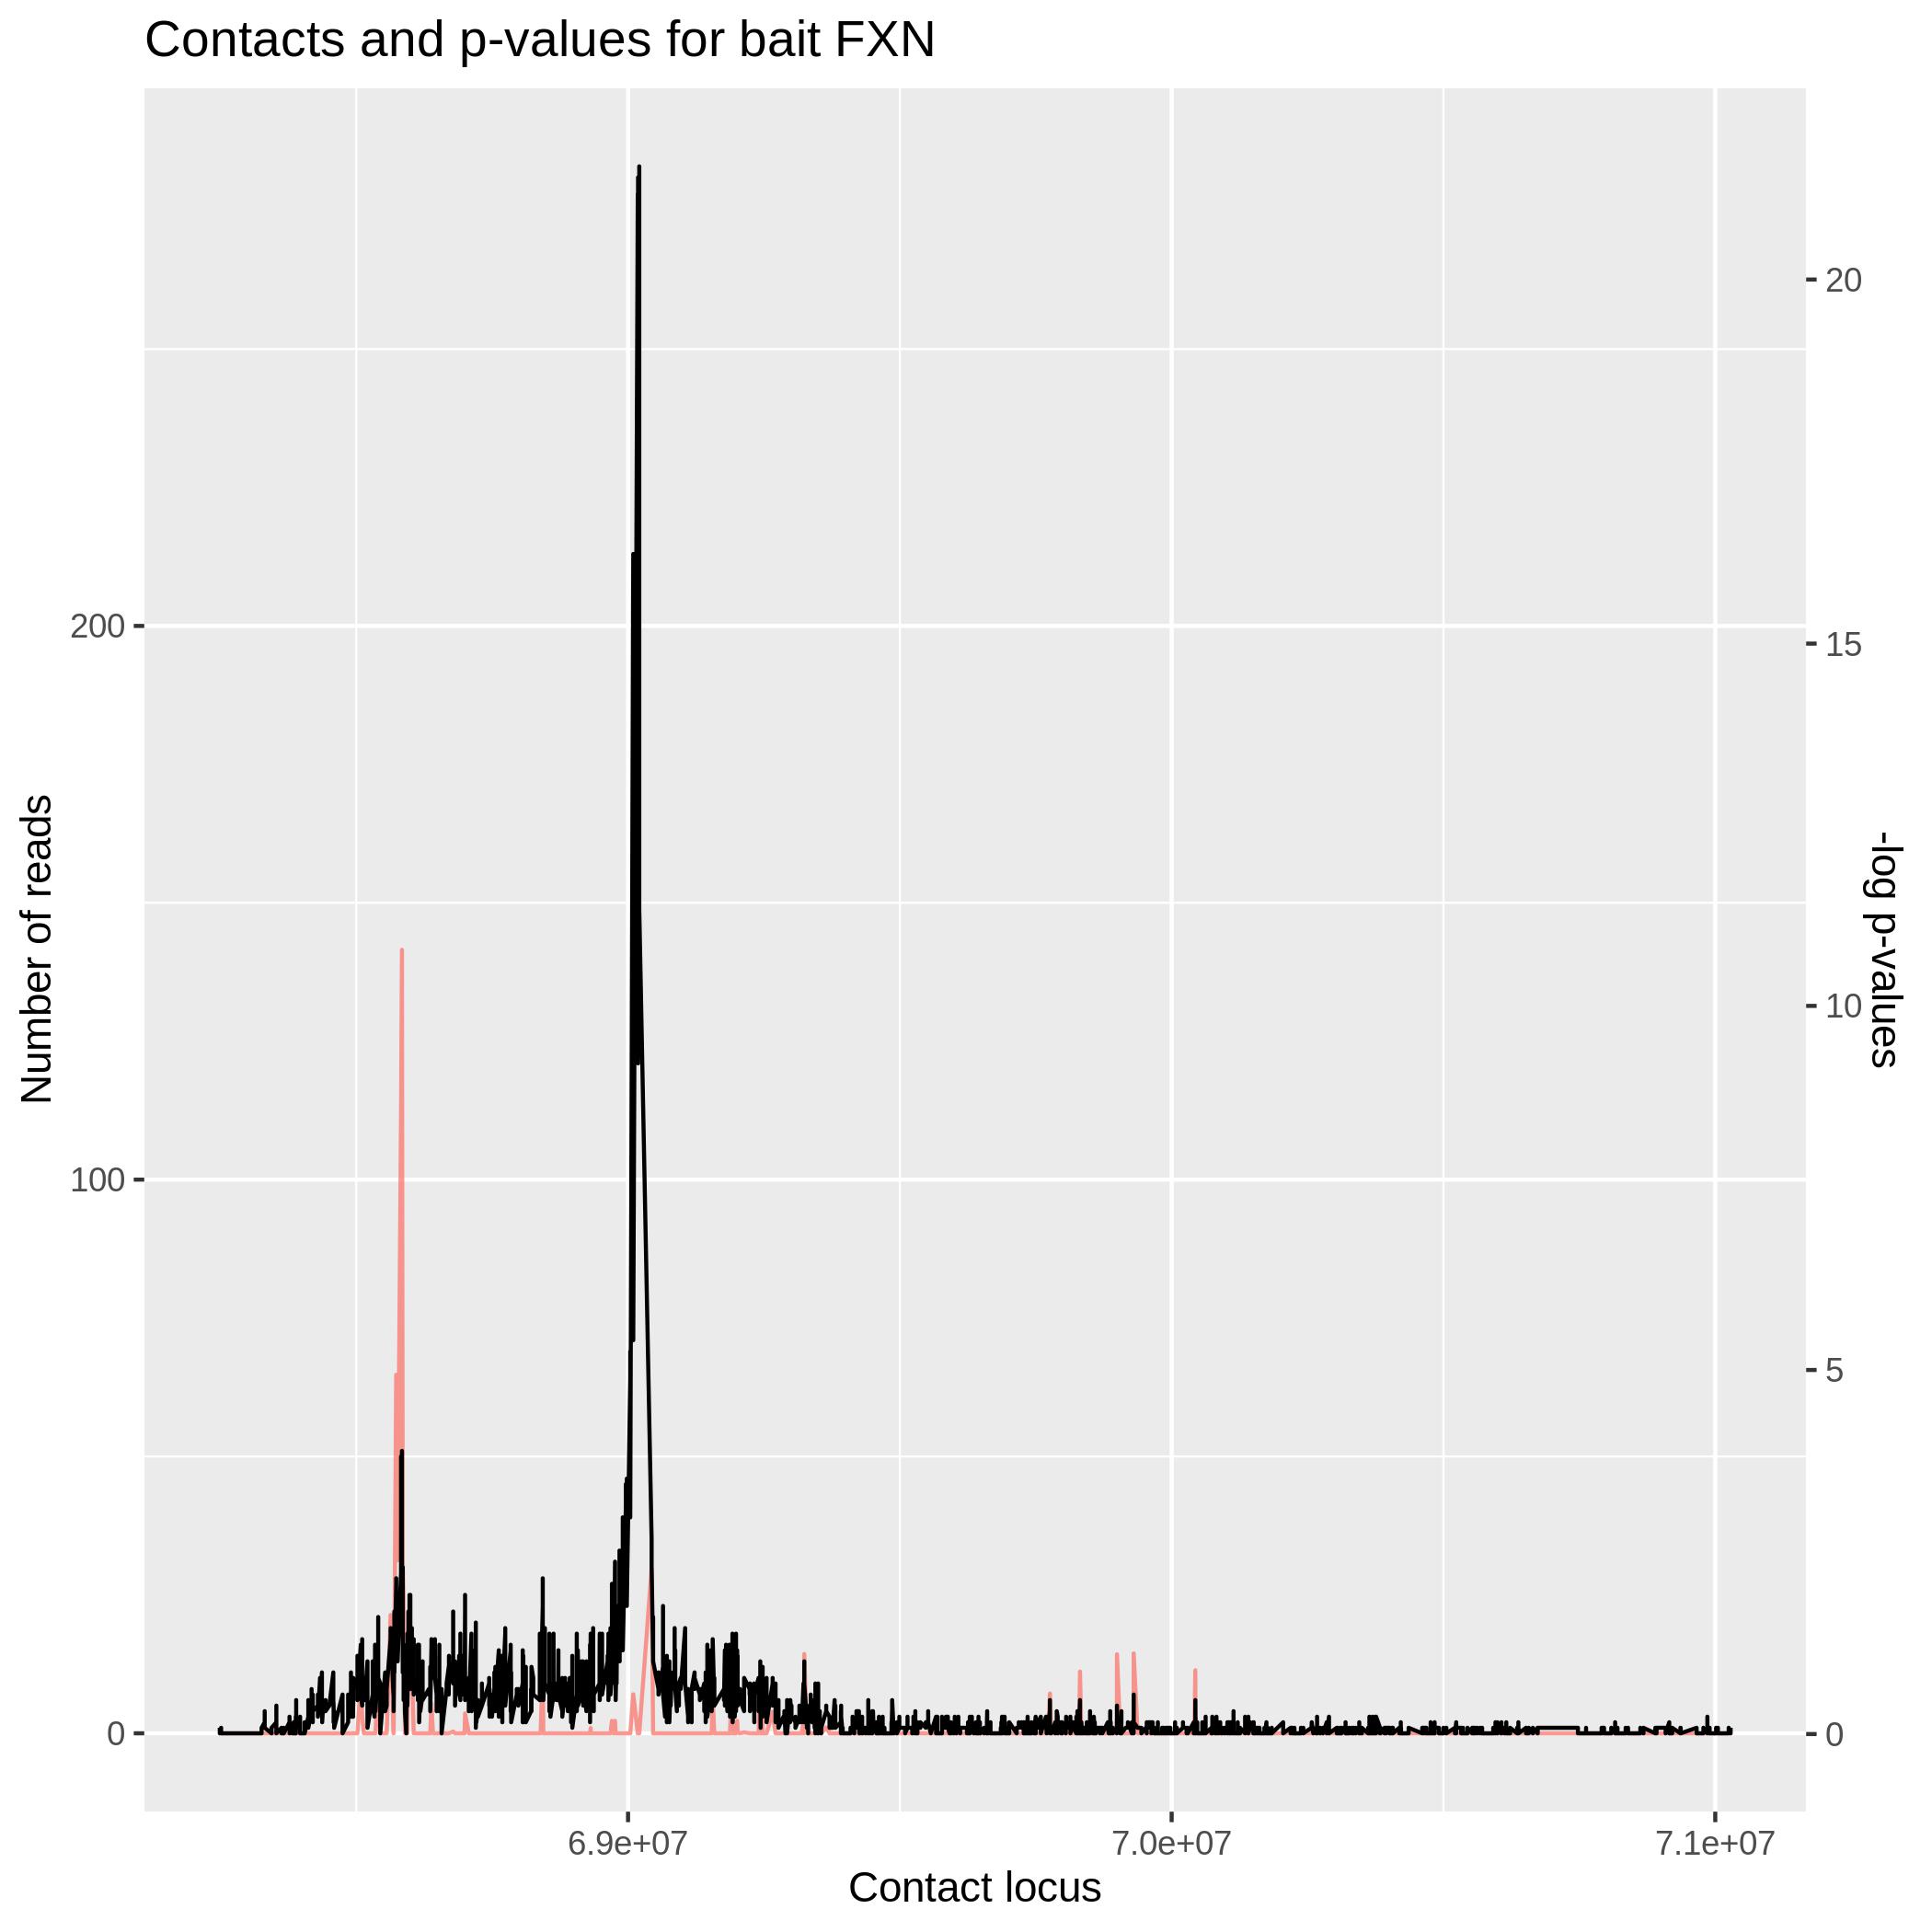 Contacts and p-values for bait FXN
Number of reads
200
100
0
20
15
10
5
0
-log p-values
6.9e+07 7.0e+07 7.1e+07
Contact locus